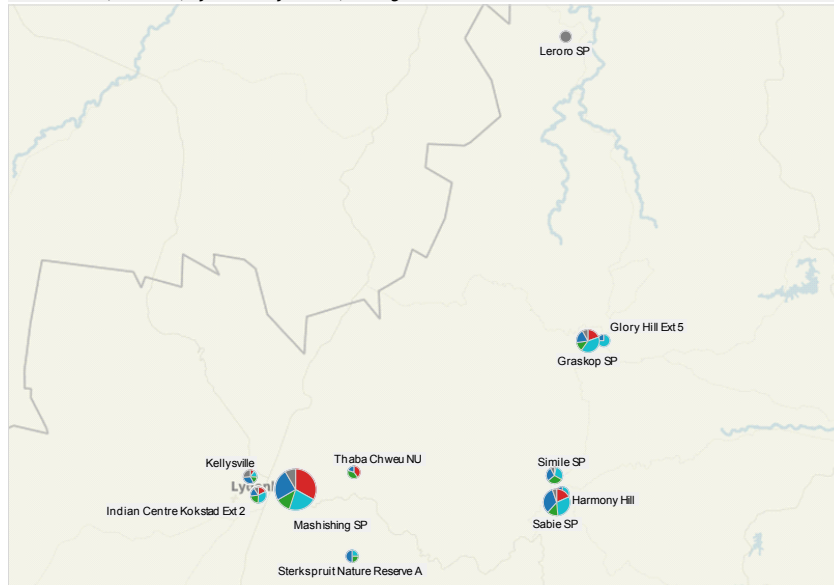 Leroro SP
Glory Hill Ext 5
Graskop SP
Kellysville
Thaba Chweu NU
Simile SP
Harmony Hill
Indian Centre Kokstad Ext 2
Mashishing SP
Sabie SP
Sterkspruit Nature Reserve A